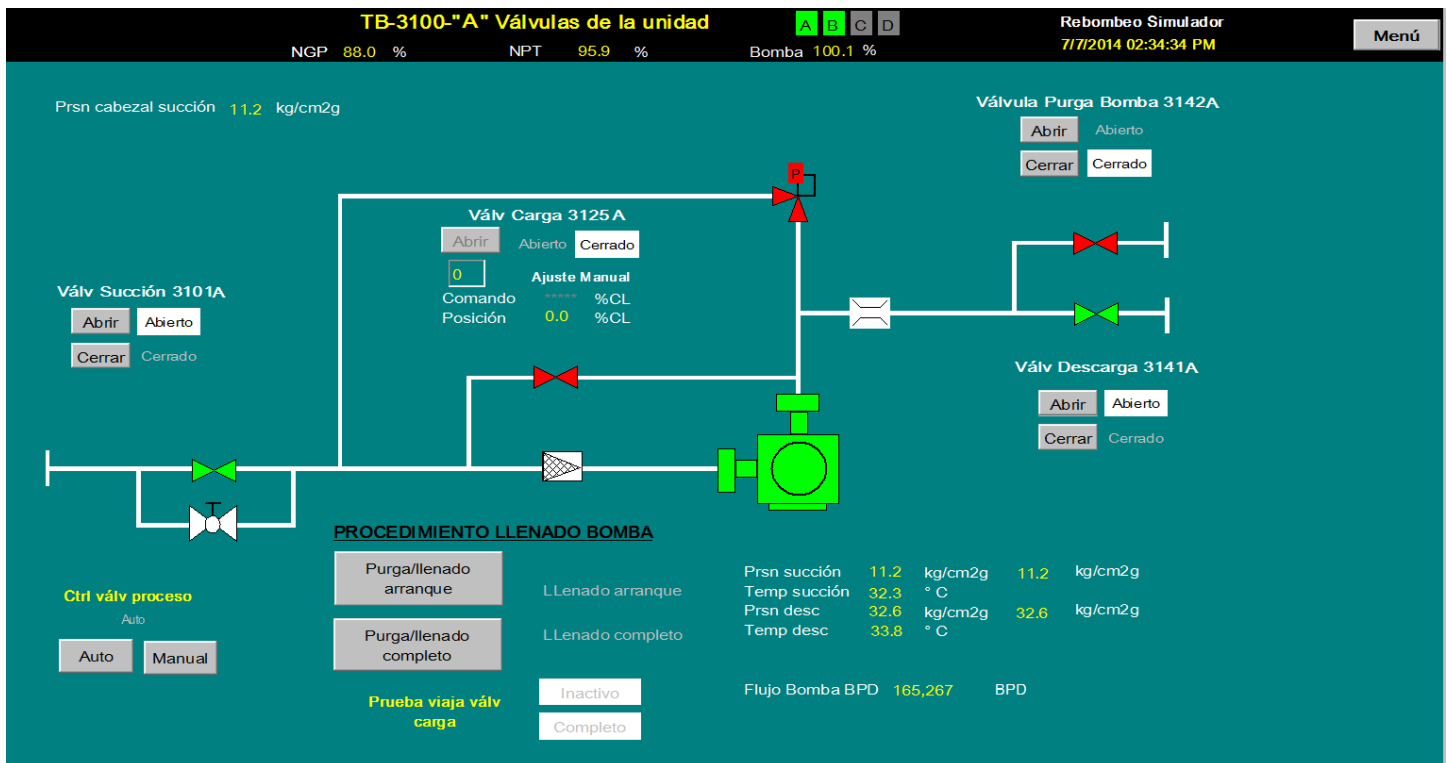 TB-3100-"A" Válvulas de la unidad
A B C D
Rebombeo Simulador
7/7/2014 02:34:34 PM
Menú
NGP 88.0 % NPT 95.9 % Bomba 100.1 %
Prsn cabezal succión 11.2 kg/cm2g
Válvula Purga Bomba 3142A
Abrir Abierto
Cerrar Cerrado
P
Válv Carga 3125A
Abrir Abierto Cerrado
0 Ajuste Manual
Comando ***** %CL
Posición 0.0 %CL
Válv Succión 3101A
Abrir Abierto
Cerrar Cerrado
Válv Descarga 3141A
Abrir Abierto
Cerrar Cerrado
PROCEDIMIENTO LLENADO BOMBA
Purga/llenado
arranque
LLenado arranque
Purga/llenado
completo
LLenado completo
Prueba viaja válv
carga
Inactivo
Completo
Ctrl válv proceso
Auto
Auto Manual
Prsn succión 11.2 kg/cm2g 11.2 kg/cm2g
Temp succión 32.3 ° C
Prsn desc 32.6 kg/cm2g 32.6 kg/cm2g
Temp desc 33.8 ° C
Flujo Bomba BPD 165,267 BPD